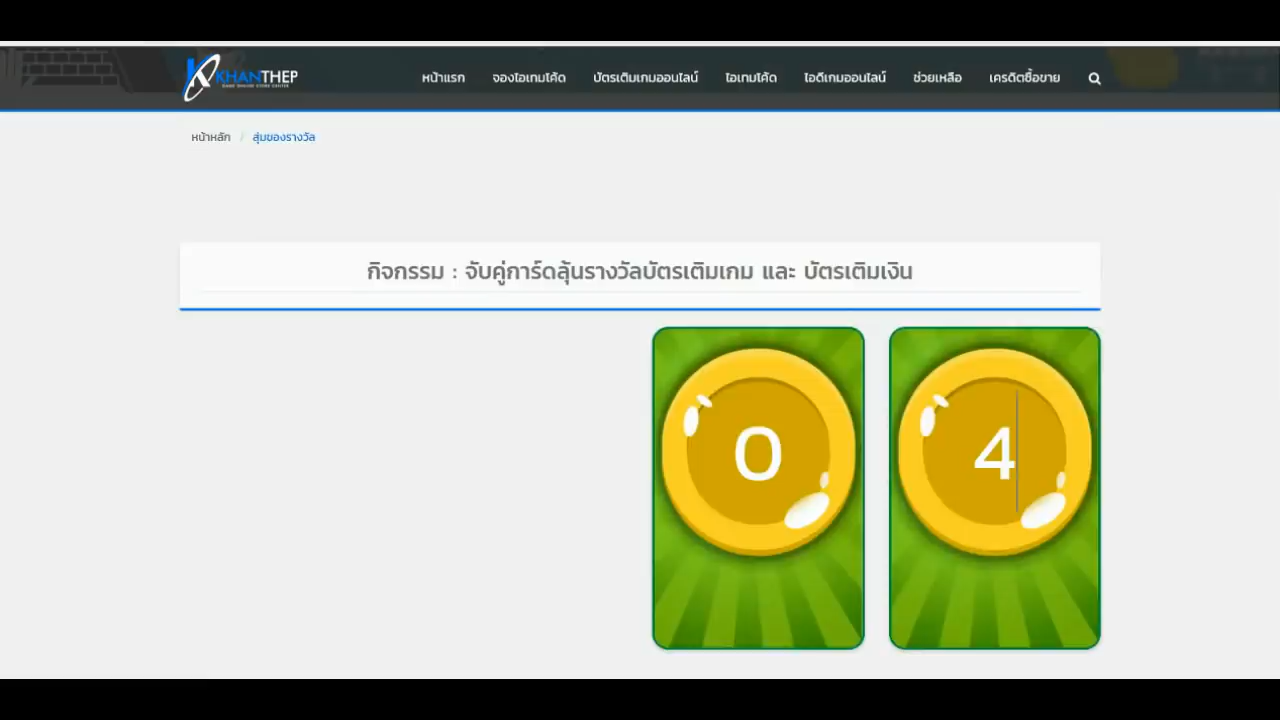 KHANTHEP
GAME ONLINE STORE CENTER
หน้าแรก จองไอเทมโค้ด บัตรเติมเกมออนไลน์ ไอเทมโค้ด ไอดีเกมออนไลน์ ช่วยเหลือ เครดิตซื้อขาย
หน้าหลัก / สุ่มของรางวัล
กิจกรรม : จับคู่การ์ดลุ้นรางวัลบัตรเติมเกม และ บัตรเติมเงิน
0 4